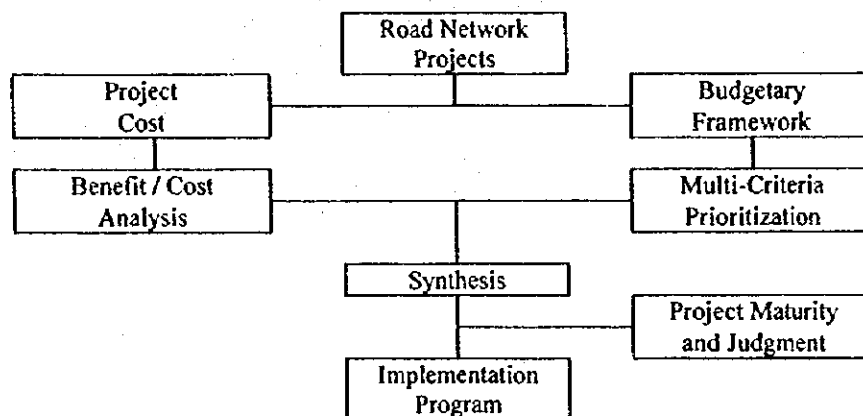 Road Network
Projects
Project
Cost
Budgetary
Framework
Benefit / Cost
Analysis
Multi-Criteria
Prioritization
Synthesis
Project Maturity
and Judgment
Implementation
Program